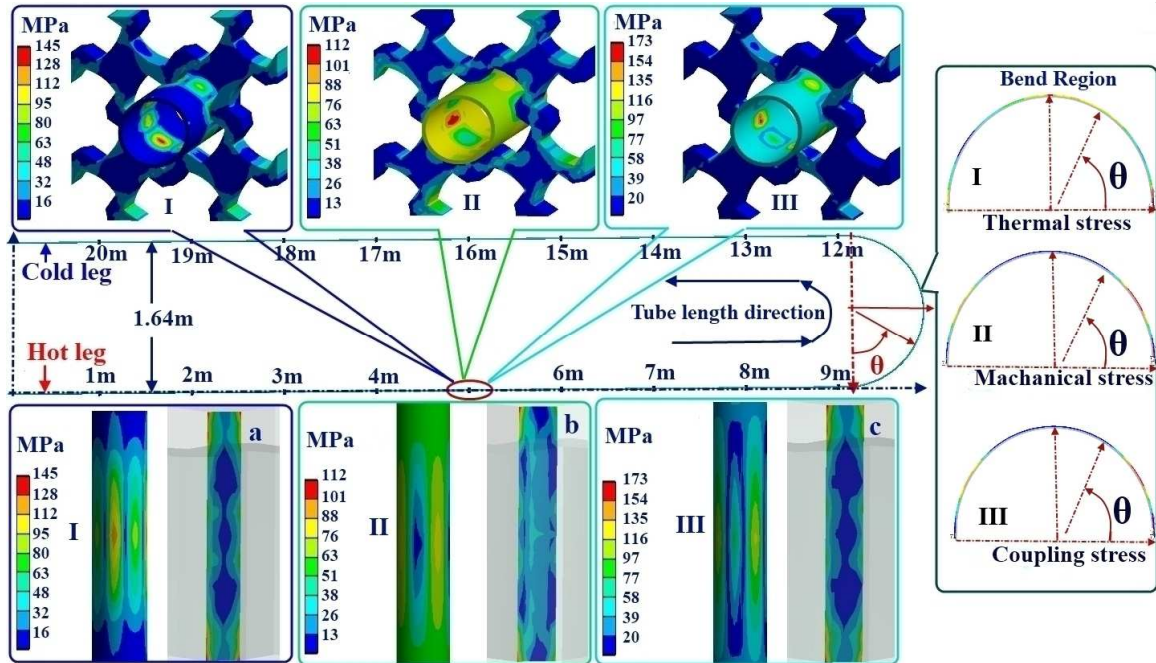 MPa
145
128
112
95
80
63
48
32
16
I
MPa
112
101
88
76
63
51
38
26
13
II
MPa
173
154
135
116
97
77
58
39
20
III
Bend Region
I
θ
Thermal stress
II
θ
Machanical stress
III
θ
Coupling stress
20m
19m
18m
17m
16m
15m
14m
13m
12m
Cold leg
1.64m
Tube length direction
Hot leg
θ
1m
2m
3m
4m
5m
6m
7m
8m
9m
MPa
145
128
112
95
80
63
48
32
16
I
a
MPa
112
101
88
76
63
51
38
26
13
II
b
MPa
173
154
135
116
97
77
58
39
20
III
c